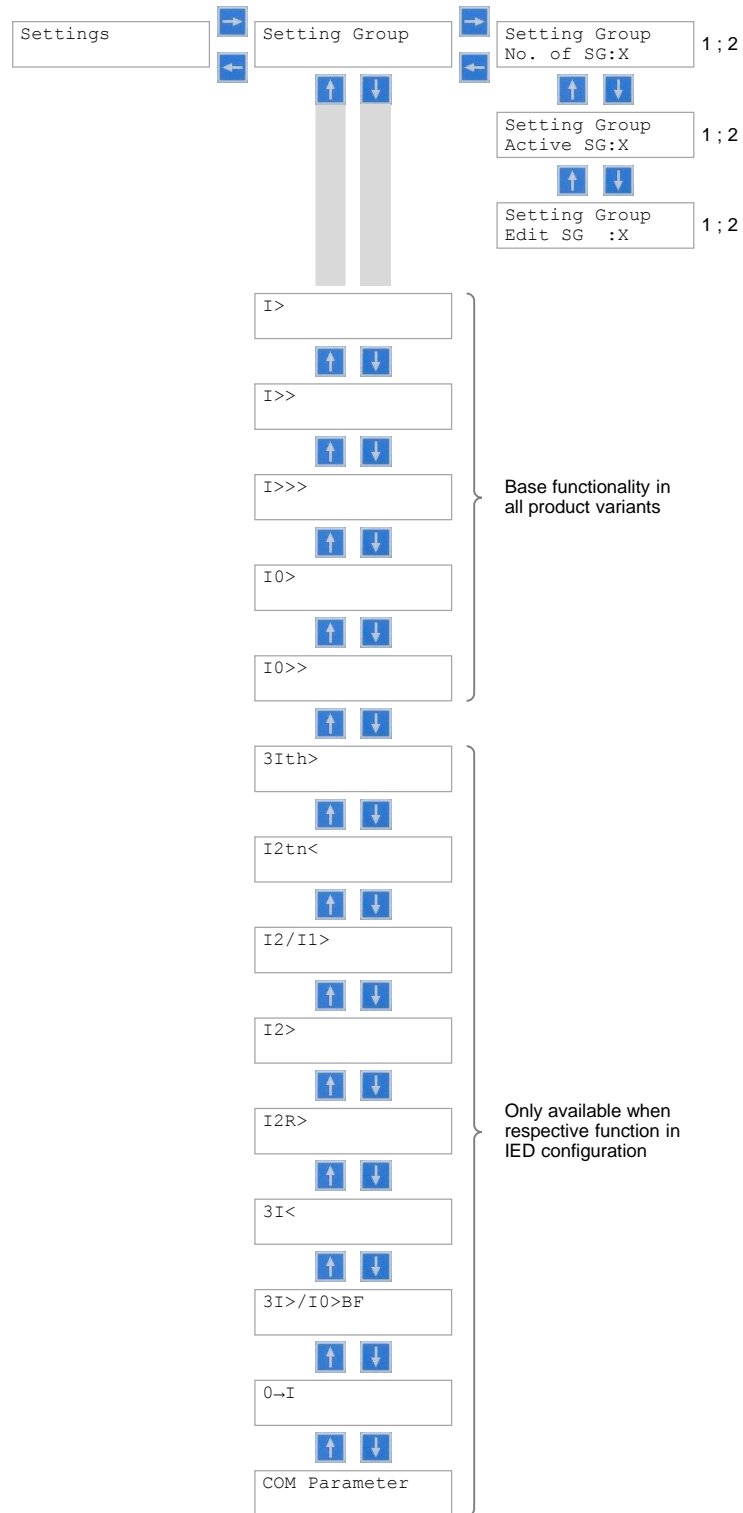 Settings
Setting Group
Setting Group
No. of SG:X
1 ; 2
Setting Group
Active SG:X
1 ; 2
Setting Group
Edit SG  :X
1 ; 2
I>
I>>
I>>>
Base functionality in
all product variants
I0>
I0>>
3Ith>
I2tn<
I2/I1>
I2>
I2R>
Only available when
respective function in
IED configuration
3I<
3I>/I0>BF
0→I
COM Parameter